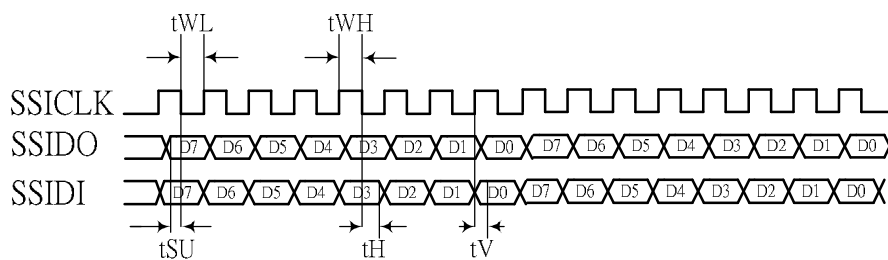 tWL tWH
SSICLK
SSIDO D7 D6 D5 D4 D3 D2 D1 D0 D7 D6 D5 D4 D3 D2 D1 D0
SSIDI D7 D6 D5 D4 D3 D2 D1 D0 D7 D6 D5 D4 D3 D2 D1 D0
tSU tH tV